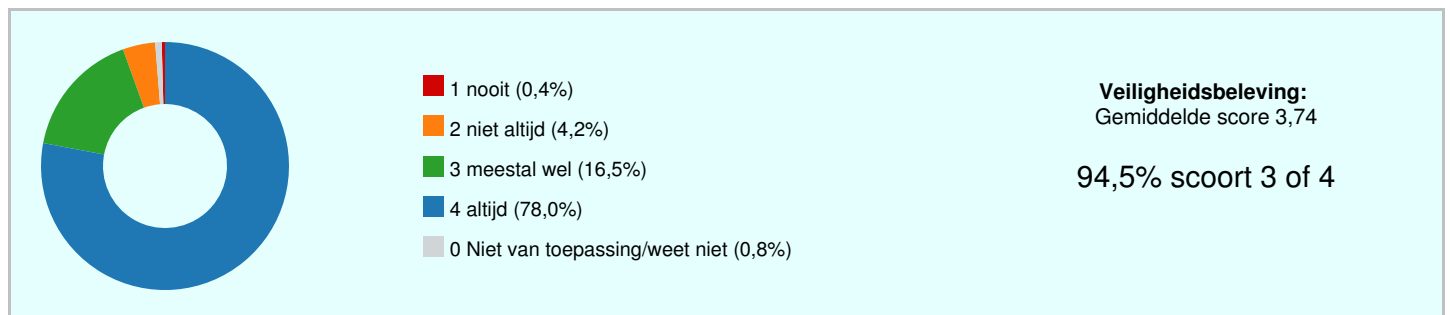 1 nooit (0,4%)
2 niet altijd (4,2%)
3 meestal wel (16,5%)
4 altijd (78,0%)
0 Niet van toepassing/weet niet (0,8%)
Veiligheidsbeleving:
Gemiddelde score 3,74
94,5% scoort 3 of 4